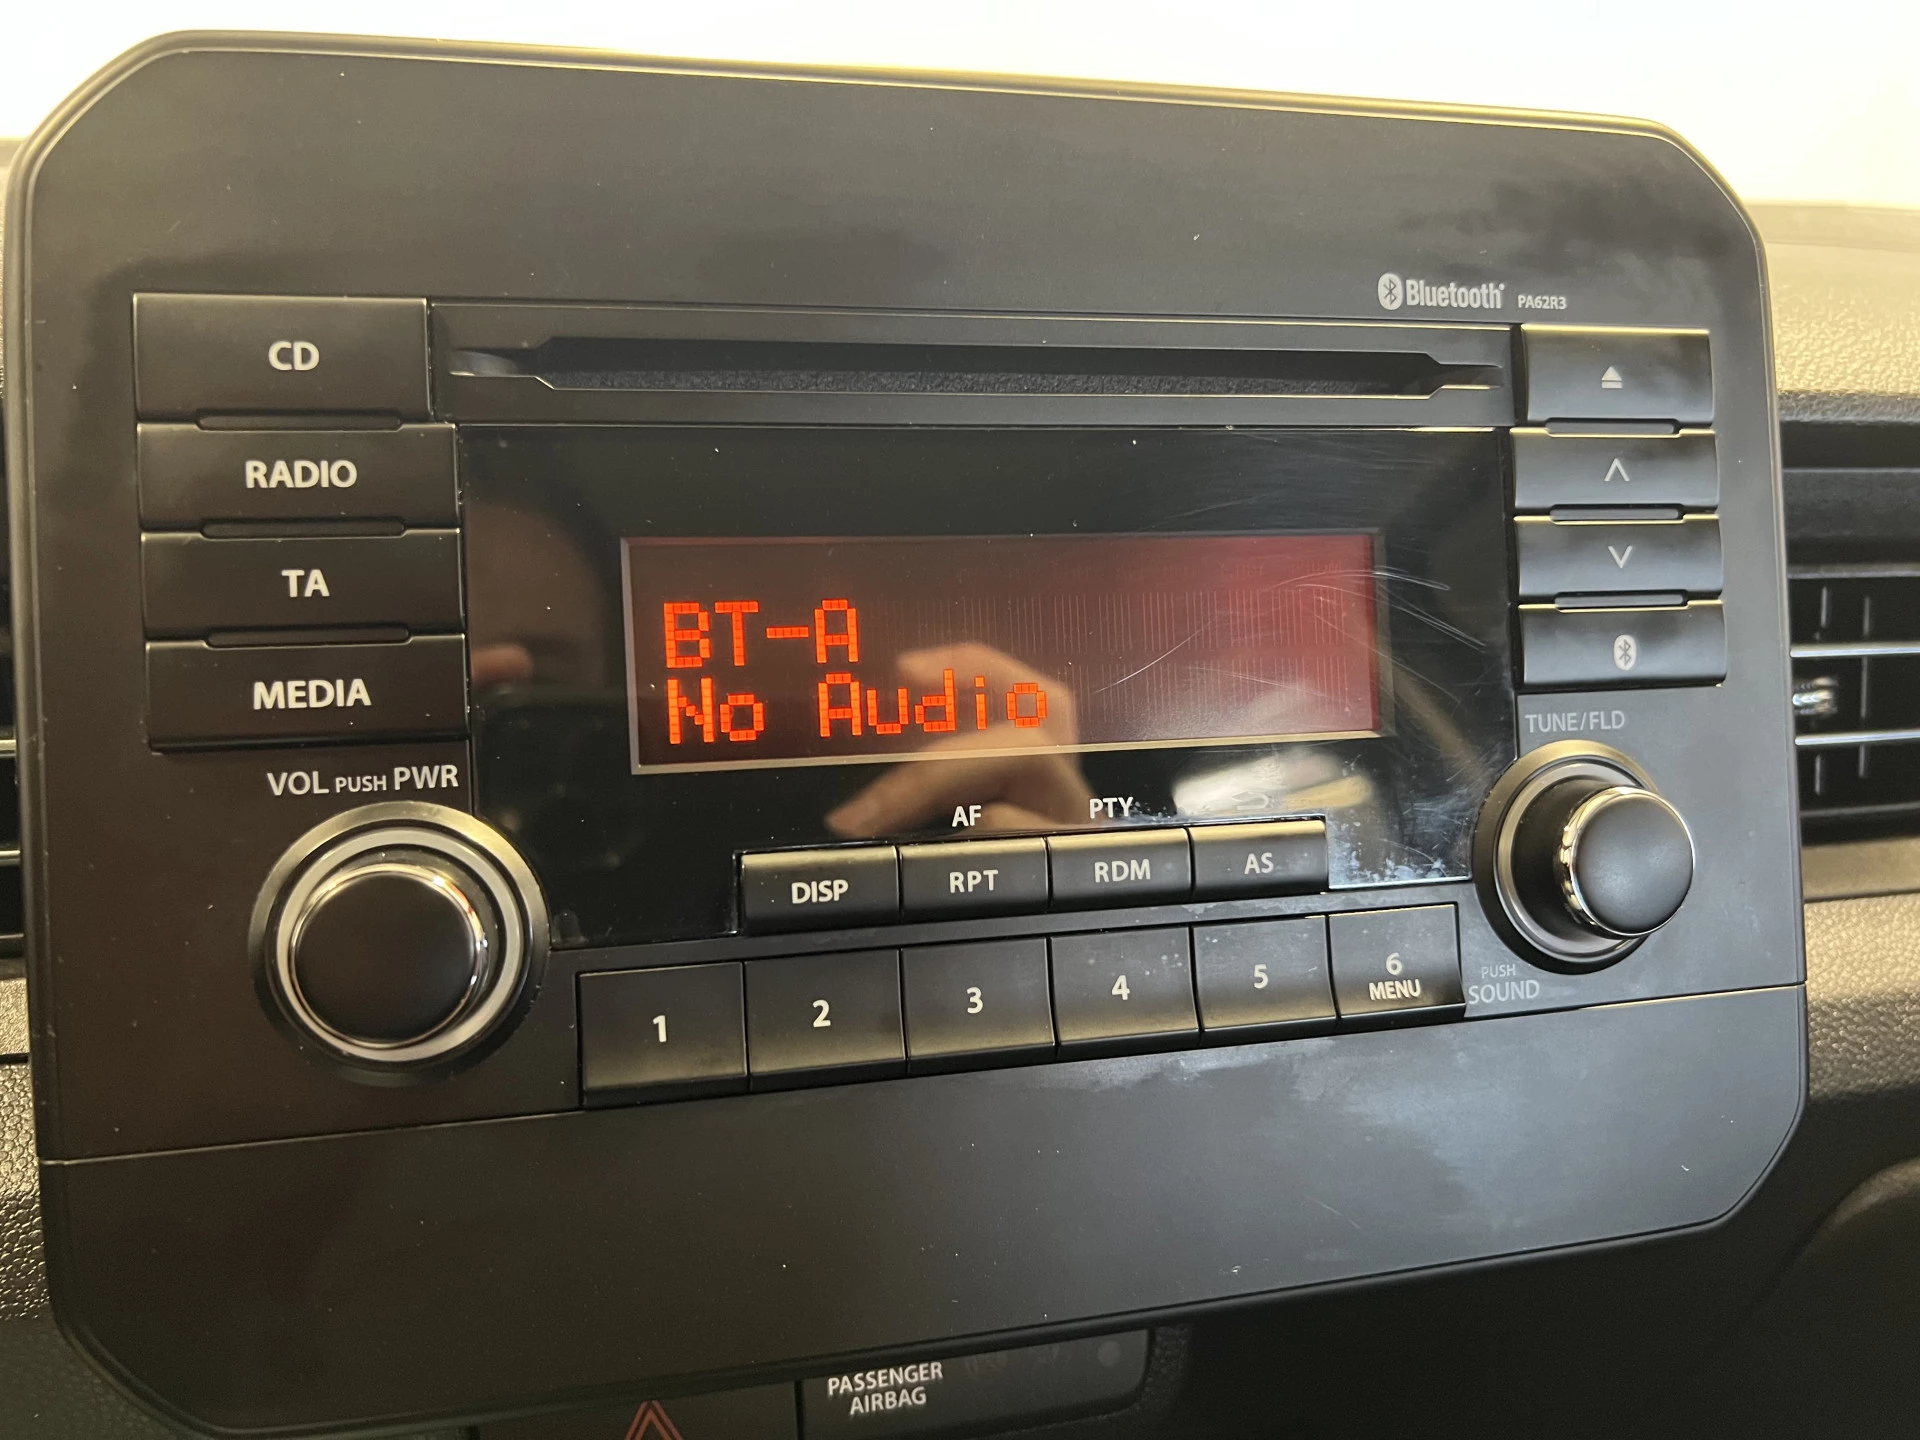 Bluetooth PA62R3
CD
RADIO
TA
MEDIA
BT-A
No Audio
VOL PUSH PWR
TUNE/FLD
AF
PTY
DISP
RPT
RDM
AS
1
2
3
4
5
6
MENU
PUSH
SOUND
PASSENGER
AIRBAG